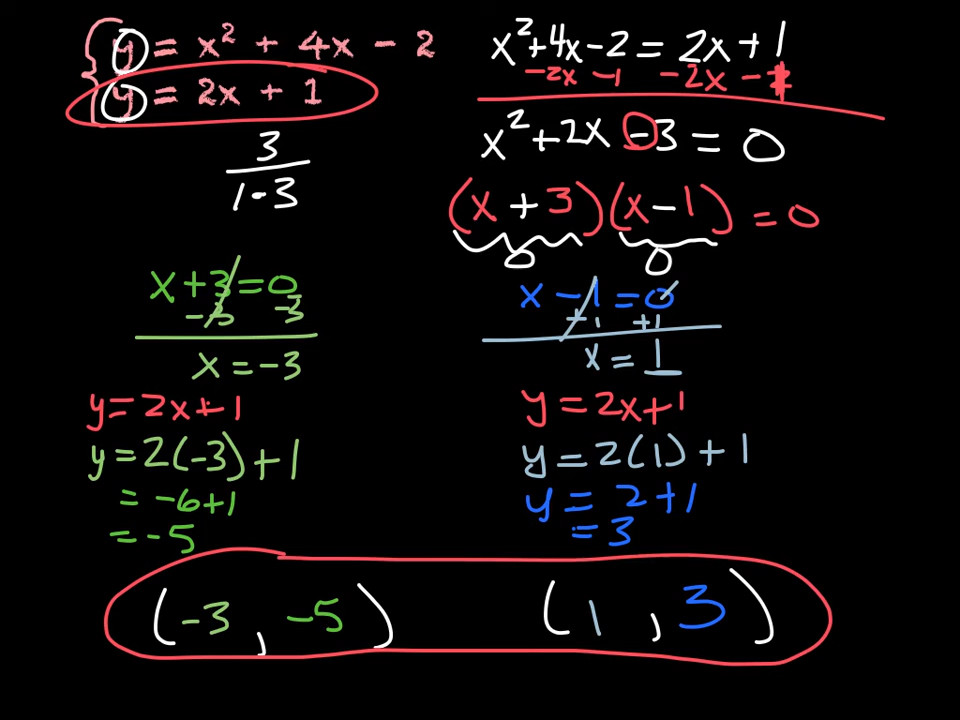 y = x² + 4x - 2
y = 2x + 1
3
1 · 3
x² + 4x - 2 = 2x + 1
-2x -1 -2x -1
x² + 2x - 3 = 0
(x + 3)(x - 1) = 0
0 0
x + 3 = 0
-3 -3
x = -3
y = 2x + 1
y = 2(-3) + 1
= -6 + 1
= -5
x - 1 = 0
+1 +1
x = 1
y = 2x + 1
y = 2(1) + 1
y = 2 + 1
= 3
(-3, -5) (1, 3)